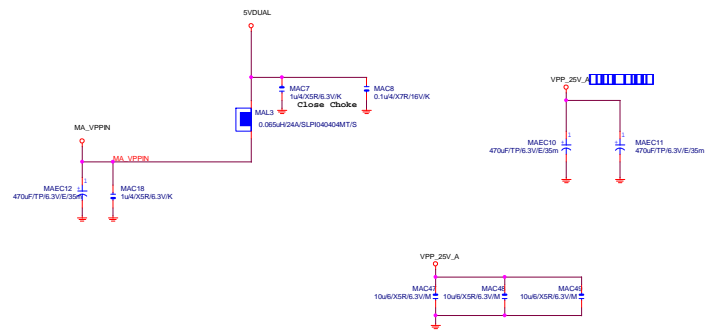 5VDUAL
MAC7
1u/4/X5R/6.3V/K
MAC8
0.1u/4/X7R/16V/K
Close Choke
MAL3
0.065uH/24A/SLPI040404MT/S
MA_VPPIN
MA_VPPIN
1
MAEC12
470uF/TP/6.3V/E/35m
MAC18
1u/4/X5R/6.3V/K
VPP_25V_A
1
MAEC10
470uF/TP/6.3V/E/35m
1
MAEC11
470uF/TP/6.3V/E/35m
VPP_25V_A
MAC47
10u/6/X5R/6.3V/M
MAC48
10u/6/X5R/6.3V/M
MAC49
10u/6/X5R/6.3V/M